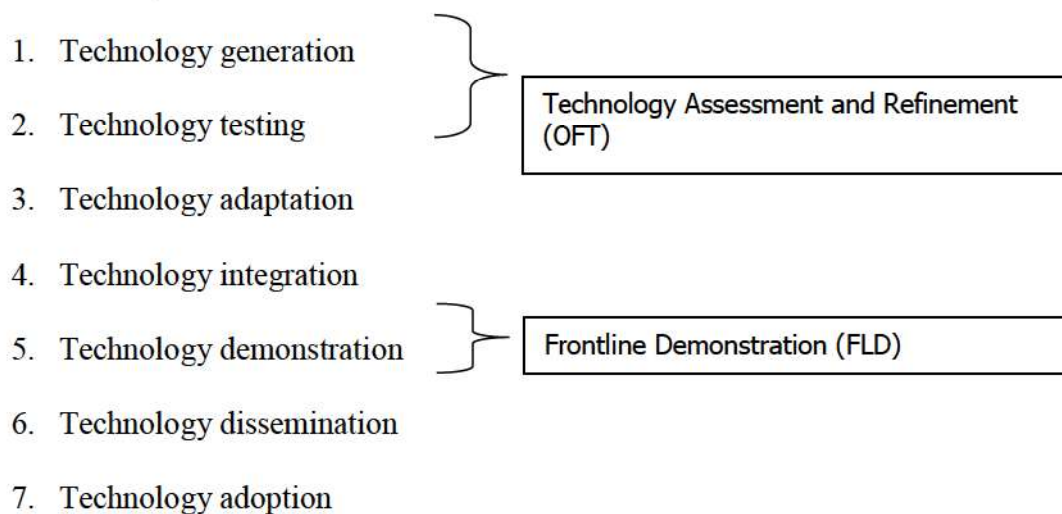 1. Technology generation
2. Technology testing
Technology Assessment and Refinement
(OFT)
3. Technology adaptation
4. Technology integration
5. Technology demonstration
Frontline Demonstration (FLD)
6. Technology dissemination
7. Technology adoption